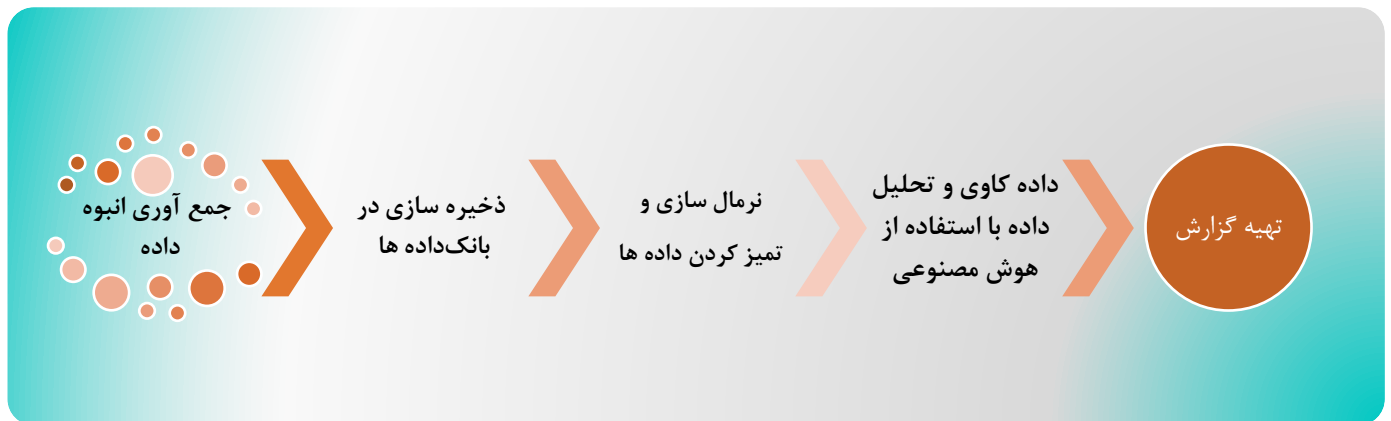 جمع آوری انبوه
داده
ذخیره سازی در
بانک‌داده ها
نرمال سازی و
تمیز کردن داده ها
داده کاوی و تحلیل
داده با استفاده از
هوش مصنوعی
تهیه گزارش